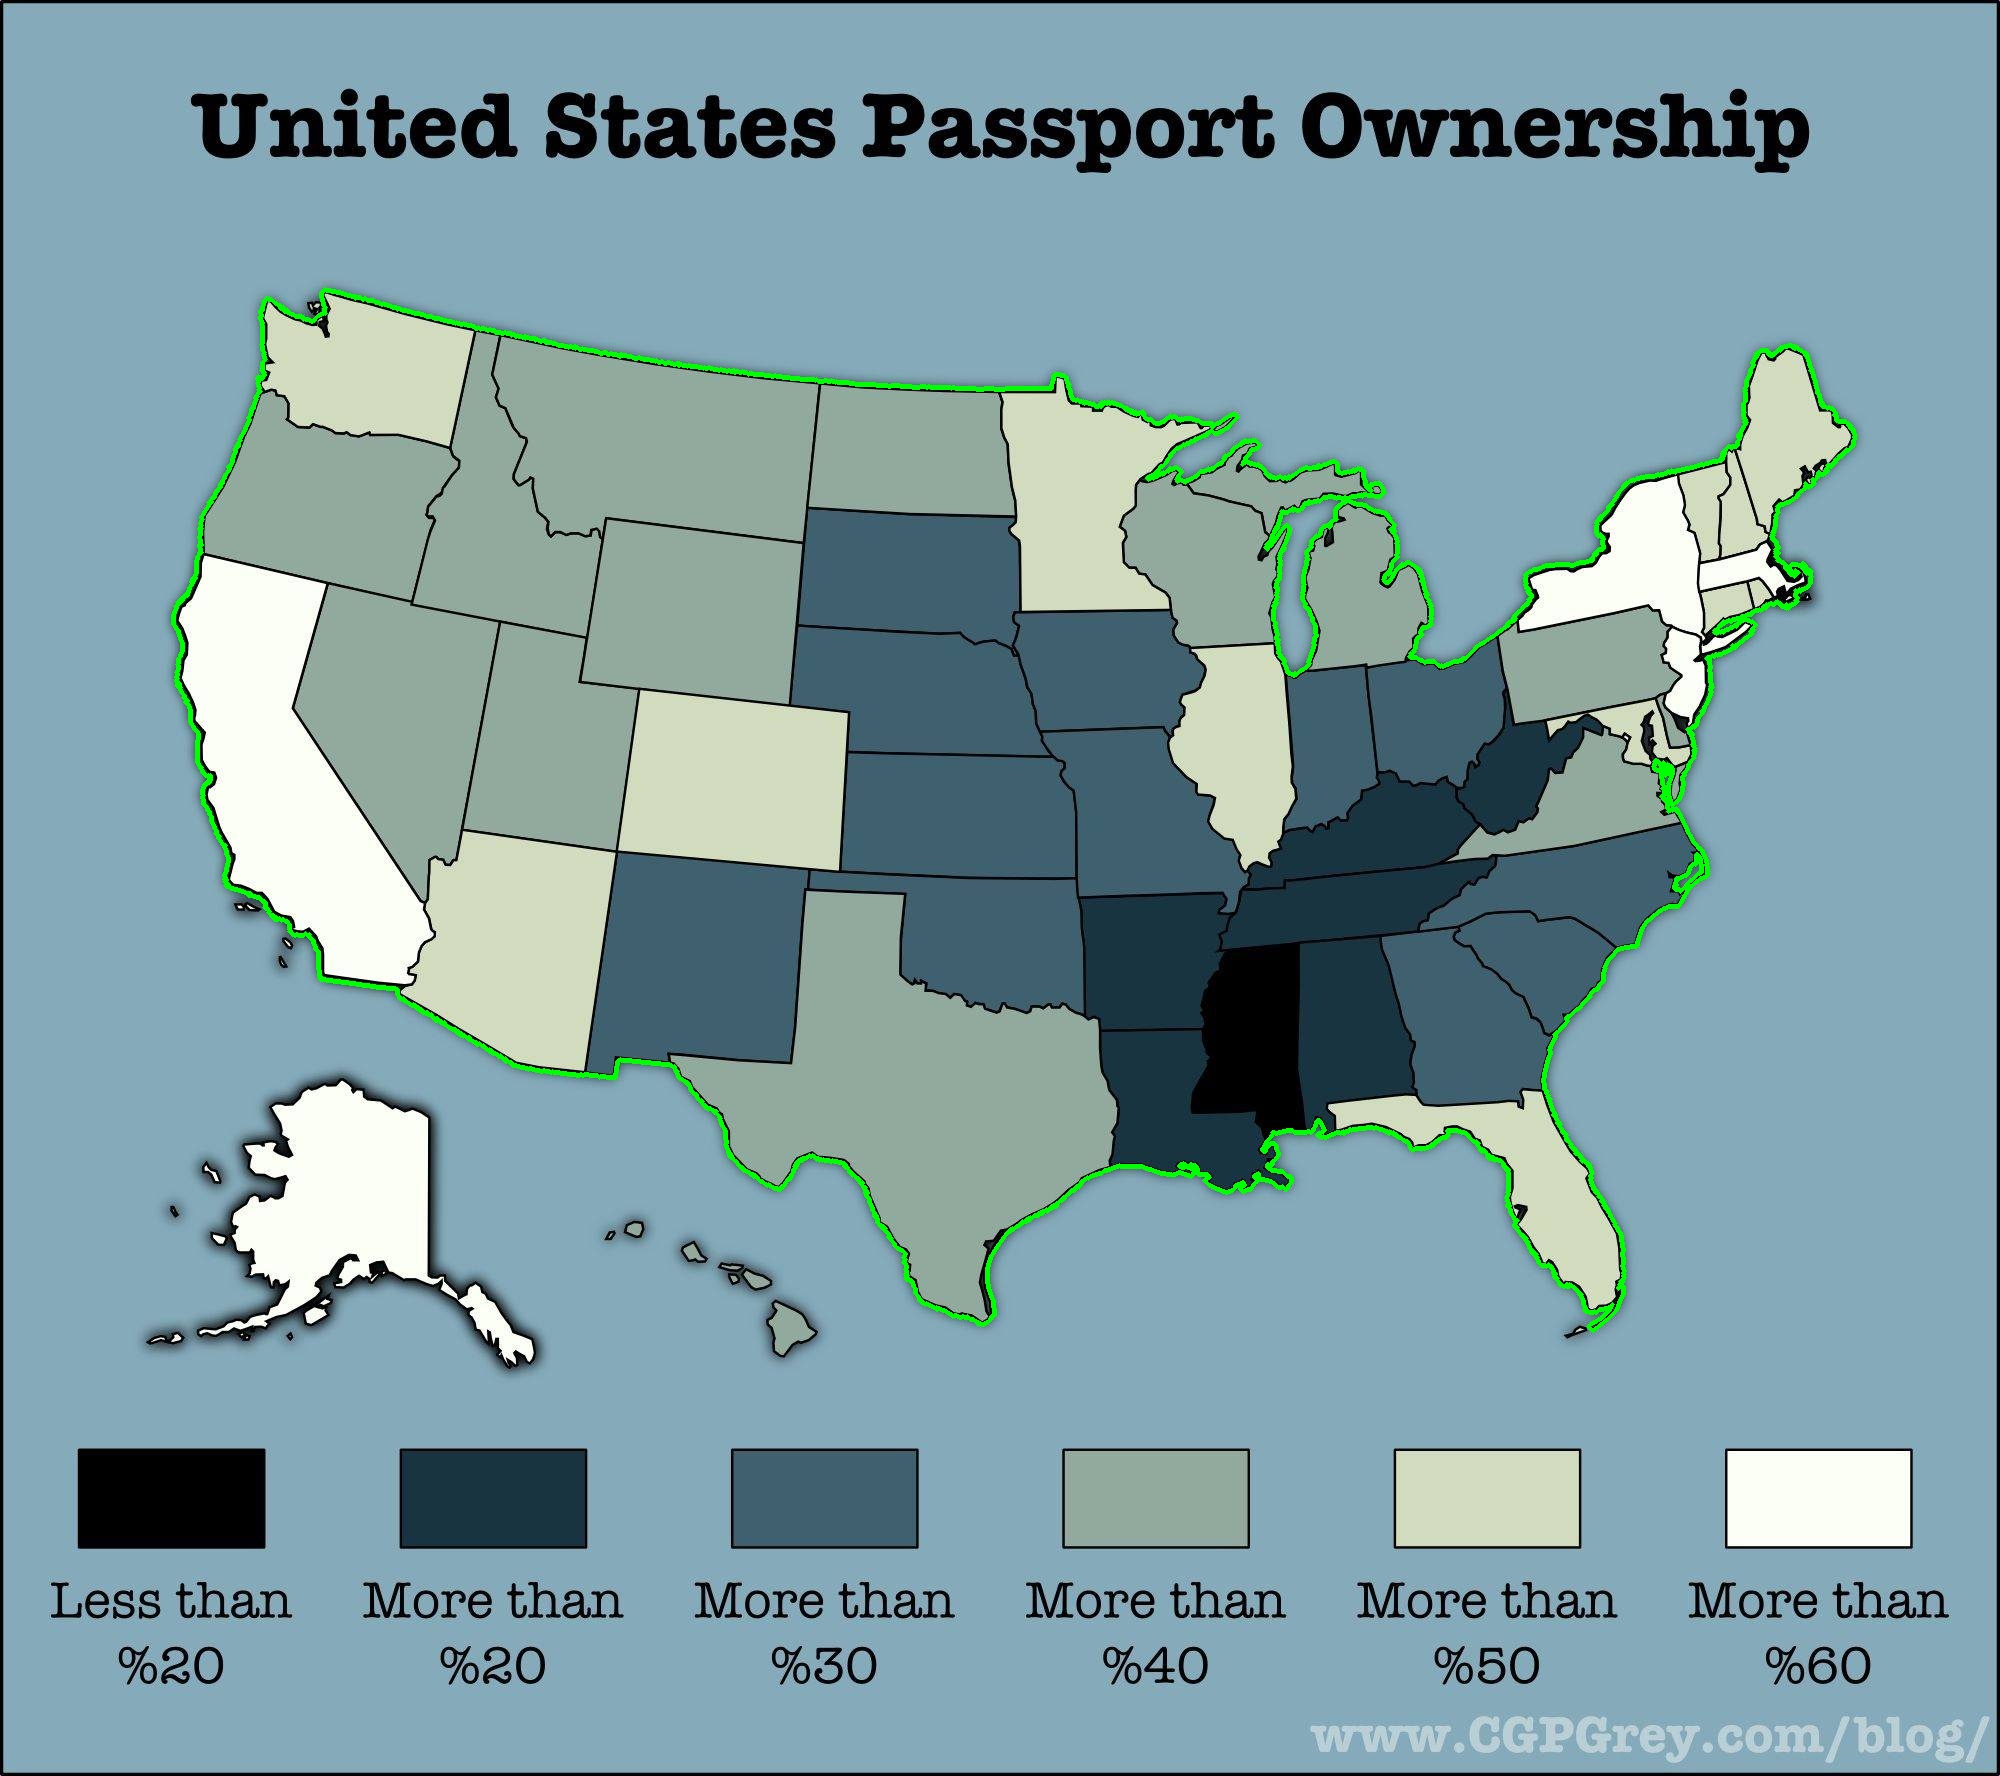 United States Passport Ownership
Less than
%20
More than
%20
More than
%30
More than
%40
More than
%50
More than
%60
www.CGPGrey.com/blog/